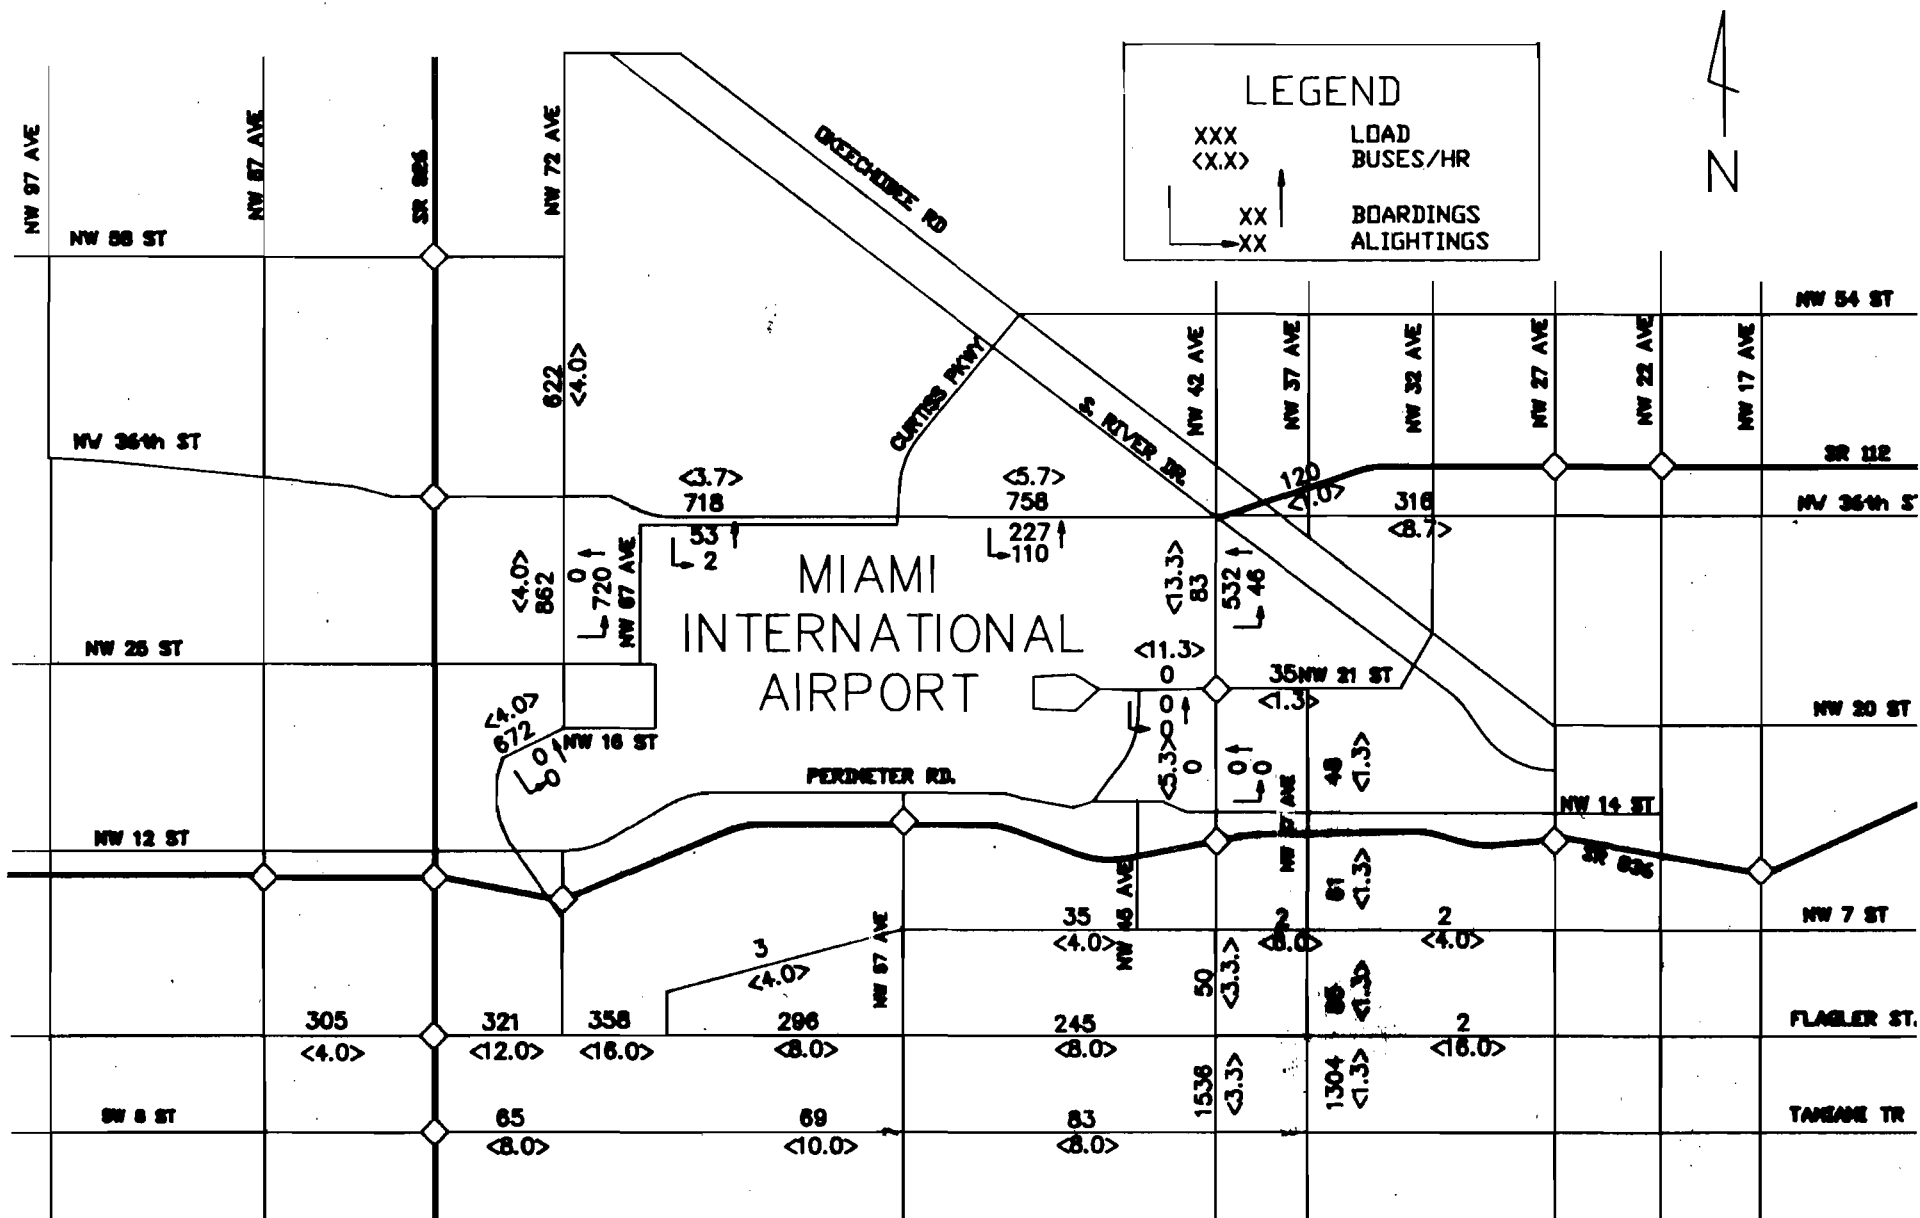 LEGEND
XXX LOAD
<X.X> BUSES/HR
XX BOARDINGS
XX ALIGHTINGS
N
NW 97 AVE
NW 87 AVE
SR 826
NW 72 AVE
OKEECHOBEE RD
NW 58 ST
NW 54 ST
NW 42 AVE
NW 37 AVE
NW 32 AVE
NW 27 AVE
NW 22 AVE
NW 17 AVE
622
<4.0>
CURTISS PKWY
S. RIVER DR.
NW 36th ST
SR 112
<3.7>
718
53
2
<5.7>
758
227
110
120
<1.0>
316
<8.7>
NW 36th S
<4.0>
862
0
720
NW 67 AVE
MIAMI
INTERNATIONAL
AIRPORT
<13.3>
83
532
46
NW 25 ST
<11.3>
0
0
0
35
NW 21 ST
<1.3>
<4.0>
672
0
0
NW 16 ST
NW 20 ST
<5.3>
0
0
0
NW 37 AVE
48
<1.3>
PERIMETER RD.
NW 14 ST
NW 12 ST
SR 836
NW 45 AVE
61
<1.3>
NW 57 AVE
35
<4.0>
2
2
<4.0>
NW 7 ST
3
<4.0>
50
<3.3.>
<1.3>
305
<4.0>
321
<12.0>
358
<16.0>
296
<8.0>
245
<8.0>
2
<16.0>
FLAGLER ST.
1536
<3.3>
1304
<1.3>
SW 8 ST
65
<8.0>
69
<10.0>
83
<8.0>
TAMIAMI TR